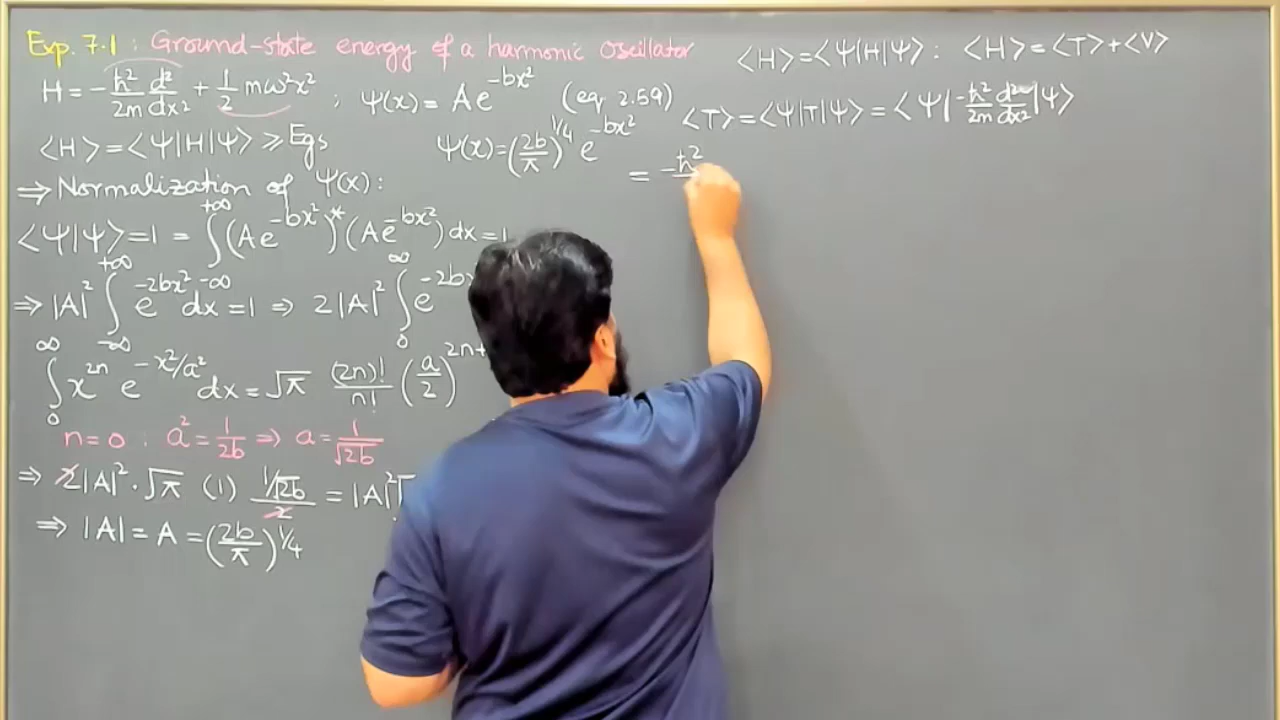 Exp. 7.1 : Ground-state energy of a harmonic oscillator
H = -ħ²/2m d²/dx² + 1/2 mω²x² ; Ψ(x) = A e^{-bx²} (eq 2.59)
<H> = <Ψ|H|Ψ> ⩾ Egs
Ψ(x) = (2b/π)^{1/4} e^{-bx²}
⇒ Normalization of Ψ(x):
<Ψ|Ψ> = 1 = ∫_{-∞}^{+∞} (A e^{-bx²})* (A e^{-bx²}) dx = 1
⇒ |A|² ∫_{-∞}^{+∞} e^{-2bx²} dx = 1 ⇒ 2|A|² ∫_0^∞ e^{-2b
∫_0^∞ x^{2n} e^{-x²/a²} dx = √π (2n)!/n! (a/2)^{2n+
n = 0 : a² = 1/2b ⇒ a = 1/√2b
⇒ 2|A|² · √π (1) (1/√2b)/2 = |A|² √
⇒ |A| = A = (2b/π)^{1/4}
<H> = <Ψ|H|Ψ> : <H> = <T> + <V>
<T> = <Ψ|T|Ψ> = <Ψ| -ħ²/2m d²/dx² |Ψ>
= -ħ²